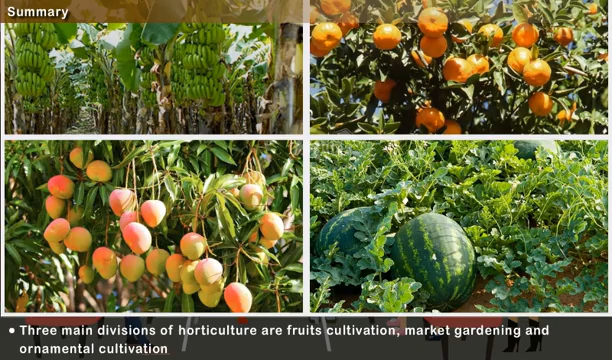 Summary
• Three main divisions of horticulture are fruits cultivation, market gardening and
ornamental cultivation